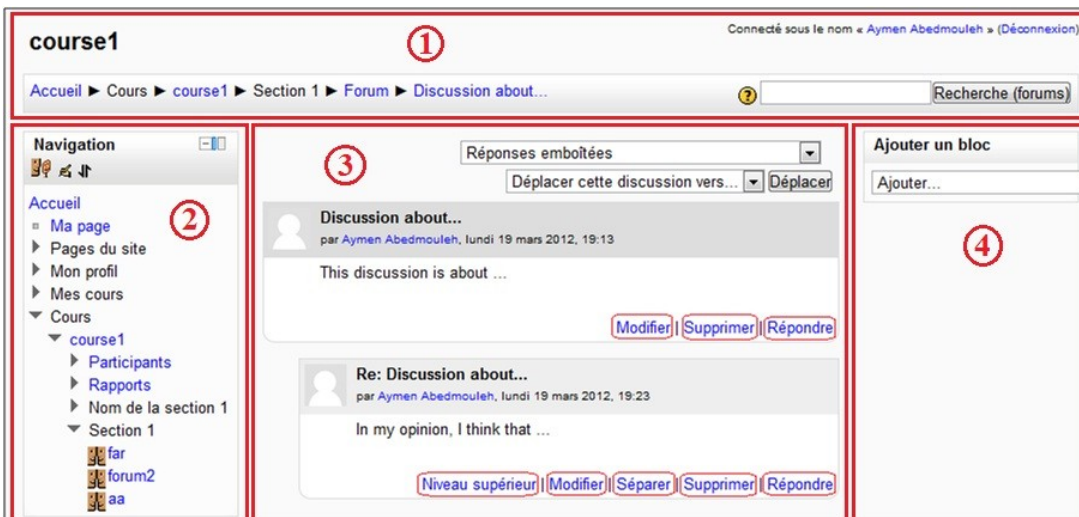 Connecté sous le nom « Aymen Abedmouleh » (Déconnexion)
course1
1
Accueil ► Cours ► course1 ► Section 1 ► Forum ► Discussion about...
? Recherche (forums)
Navigation
2
Accueil
Ma page
Pages du site
Mon profil
Mes cours
Cours
course1
Participants
Rapports
Nom de la section 1
Section 1
far
forum2
aa
3
Réponses emboîtées
Déplacer cette discussion vers... Déplacer
Discussion about...
par Aymen Abedmouleh, lundi 19 mars 2012, 19:13
This discussion is about ...
Modifier | Supprimer | Répondre
Re: Discussion about...
par Aymen Abedmouleh, lundi 19 mars 2012, 19:23
In my opinion, I think that ...
Niveau supérieur | Modifier | Séparer | Supprimer | Répondre
Ajouter un bloc
Ajouter...
4